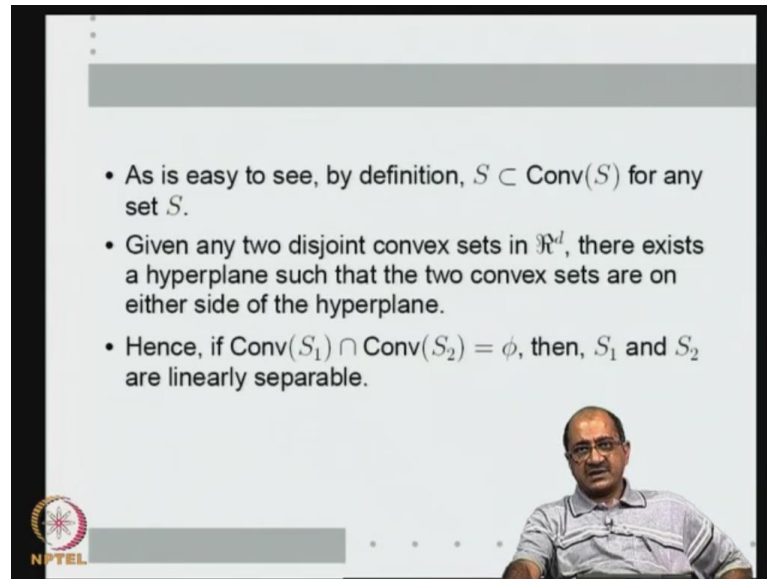 • As is easy to see, by definition, S ⊂ Conv(S) for any
set S.
• Given any two disjoint convex sets in ℜᵈ, there exists
a hyperplane such that the two convex sets are on
either side of the hyperplane.
• Hence, if Conv(S₁) ∩ Conv(S₂) = ϕ, then, S₁ and S₂
are linearly separable.
NPTEL